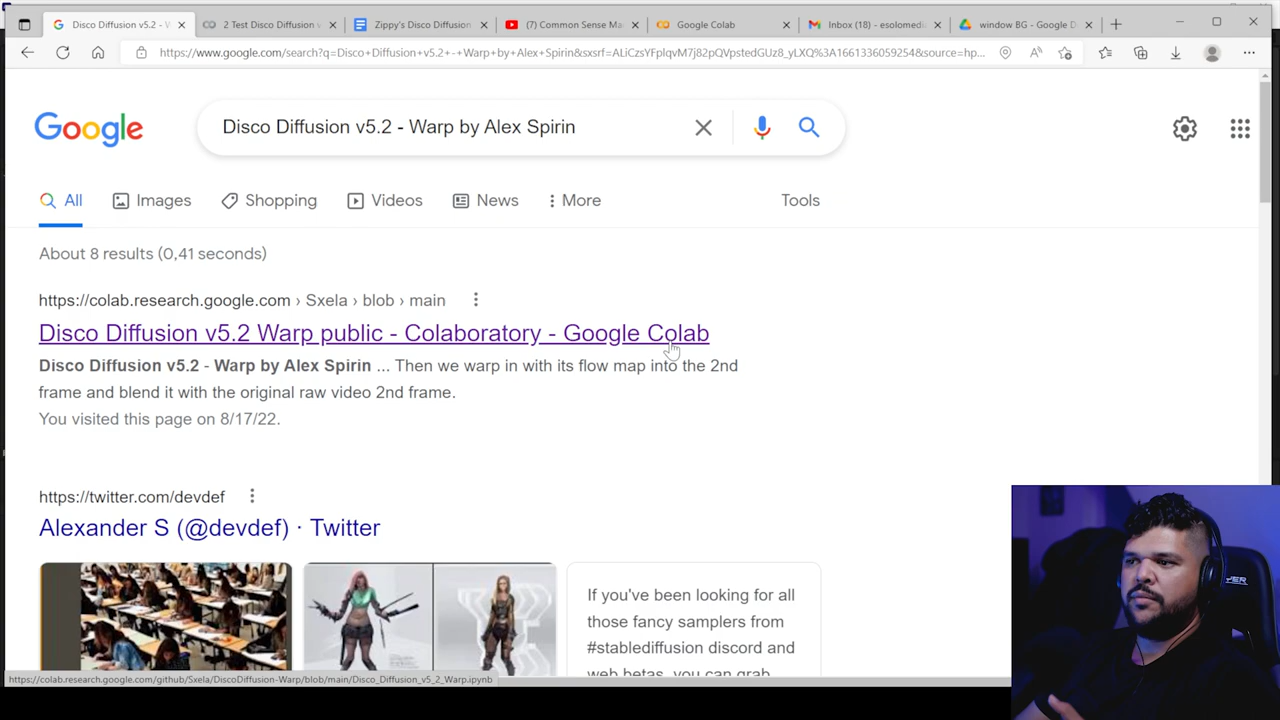 Disco Diffusion v5.2 -
2 Test Disco Diffusion
Zippy's Disco Diffusion
(7) Common Sense Ma
Google Colab
Inbox (18) - esolomedi
window BG - Google D
https://www.google.com/search?q=Disco+Diffusion+v5.2+-+Warp+by+Alex+Spirin&sxsrf=ALiCzsYFplqvM7j82pQVpstedGUz8_yLXQ%3A1661336059254&source=hp...
Google
Disco Diffusion v5.2 - Warp by Alex Spirin
All
Images
Shopping
Videos
News
More
Tools
About 8 results (0,41 seconds)
https://colab.research.google.com › Sxela › blob › main
Disco Diffusion v5.2 Warp public - Colaboratory - Google Colab
Disco Diffusion v5.2 - Warp by Alex Spirin ... Then we warp in with its flow map into the 2nd
frame and blend it with the original raw video 2nd frame.
You visited this page on 8/17/22.
https://twitter.com/devdef
Alexander S (@devdef) · Twitter
If you've been looking for all
those fancy samplers from
#stablediffusion discord and
web betas, you can grab
https://colab.research.google.com/github/Sxela/DiscoDiffusion-Warp/blob/main/Disco_Diffusion_v5_2_Warp.ipynb